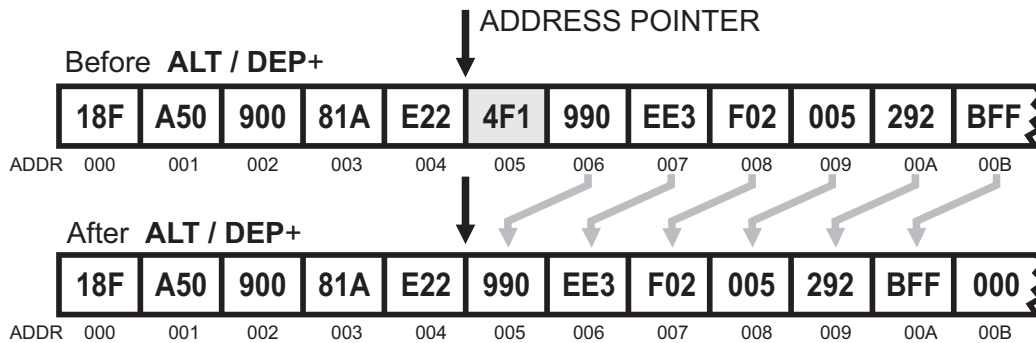 ADDRESS POINTER
Before ALT / DEP+
18F A50 900 81A E22 4F1 990 EE3 F02 005 292 BFF
ADDR 000 001 002 003 004 005 006 007 008 009 00A 00B
After ALT / DEP+
18F A50 900 81A E22 990 EE3 F02 005 292 BFF 000
ADDR 000 001 002 003 004 005 006 007 008 009 00A 00B